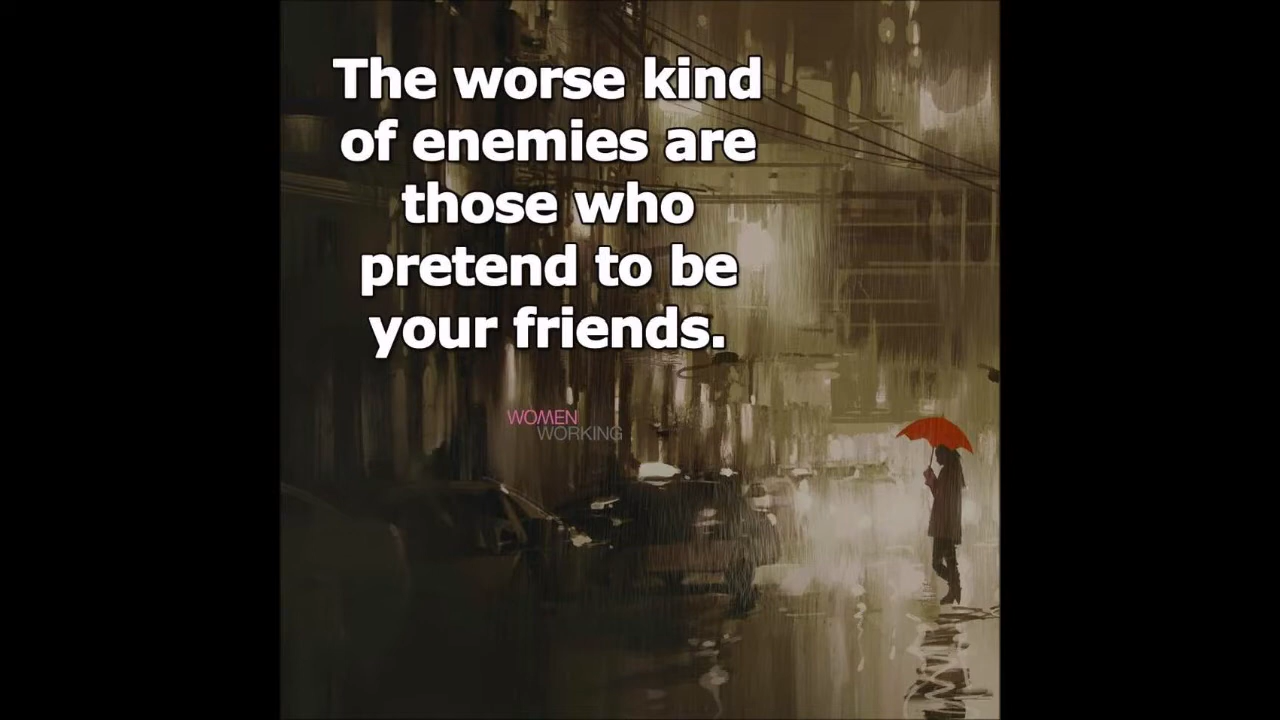 The worse kind
of enemies are
those who
pretend to be
your friends.
WOMEN
WORKING